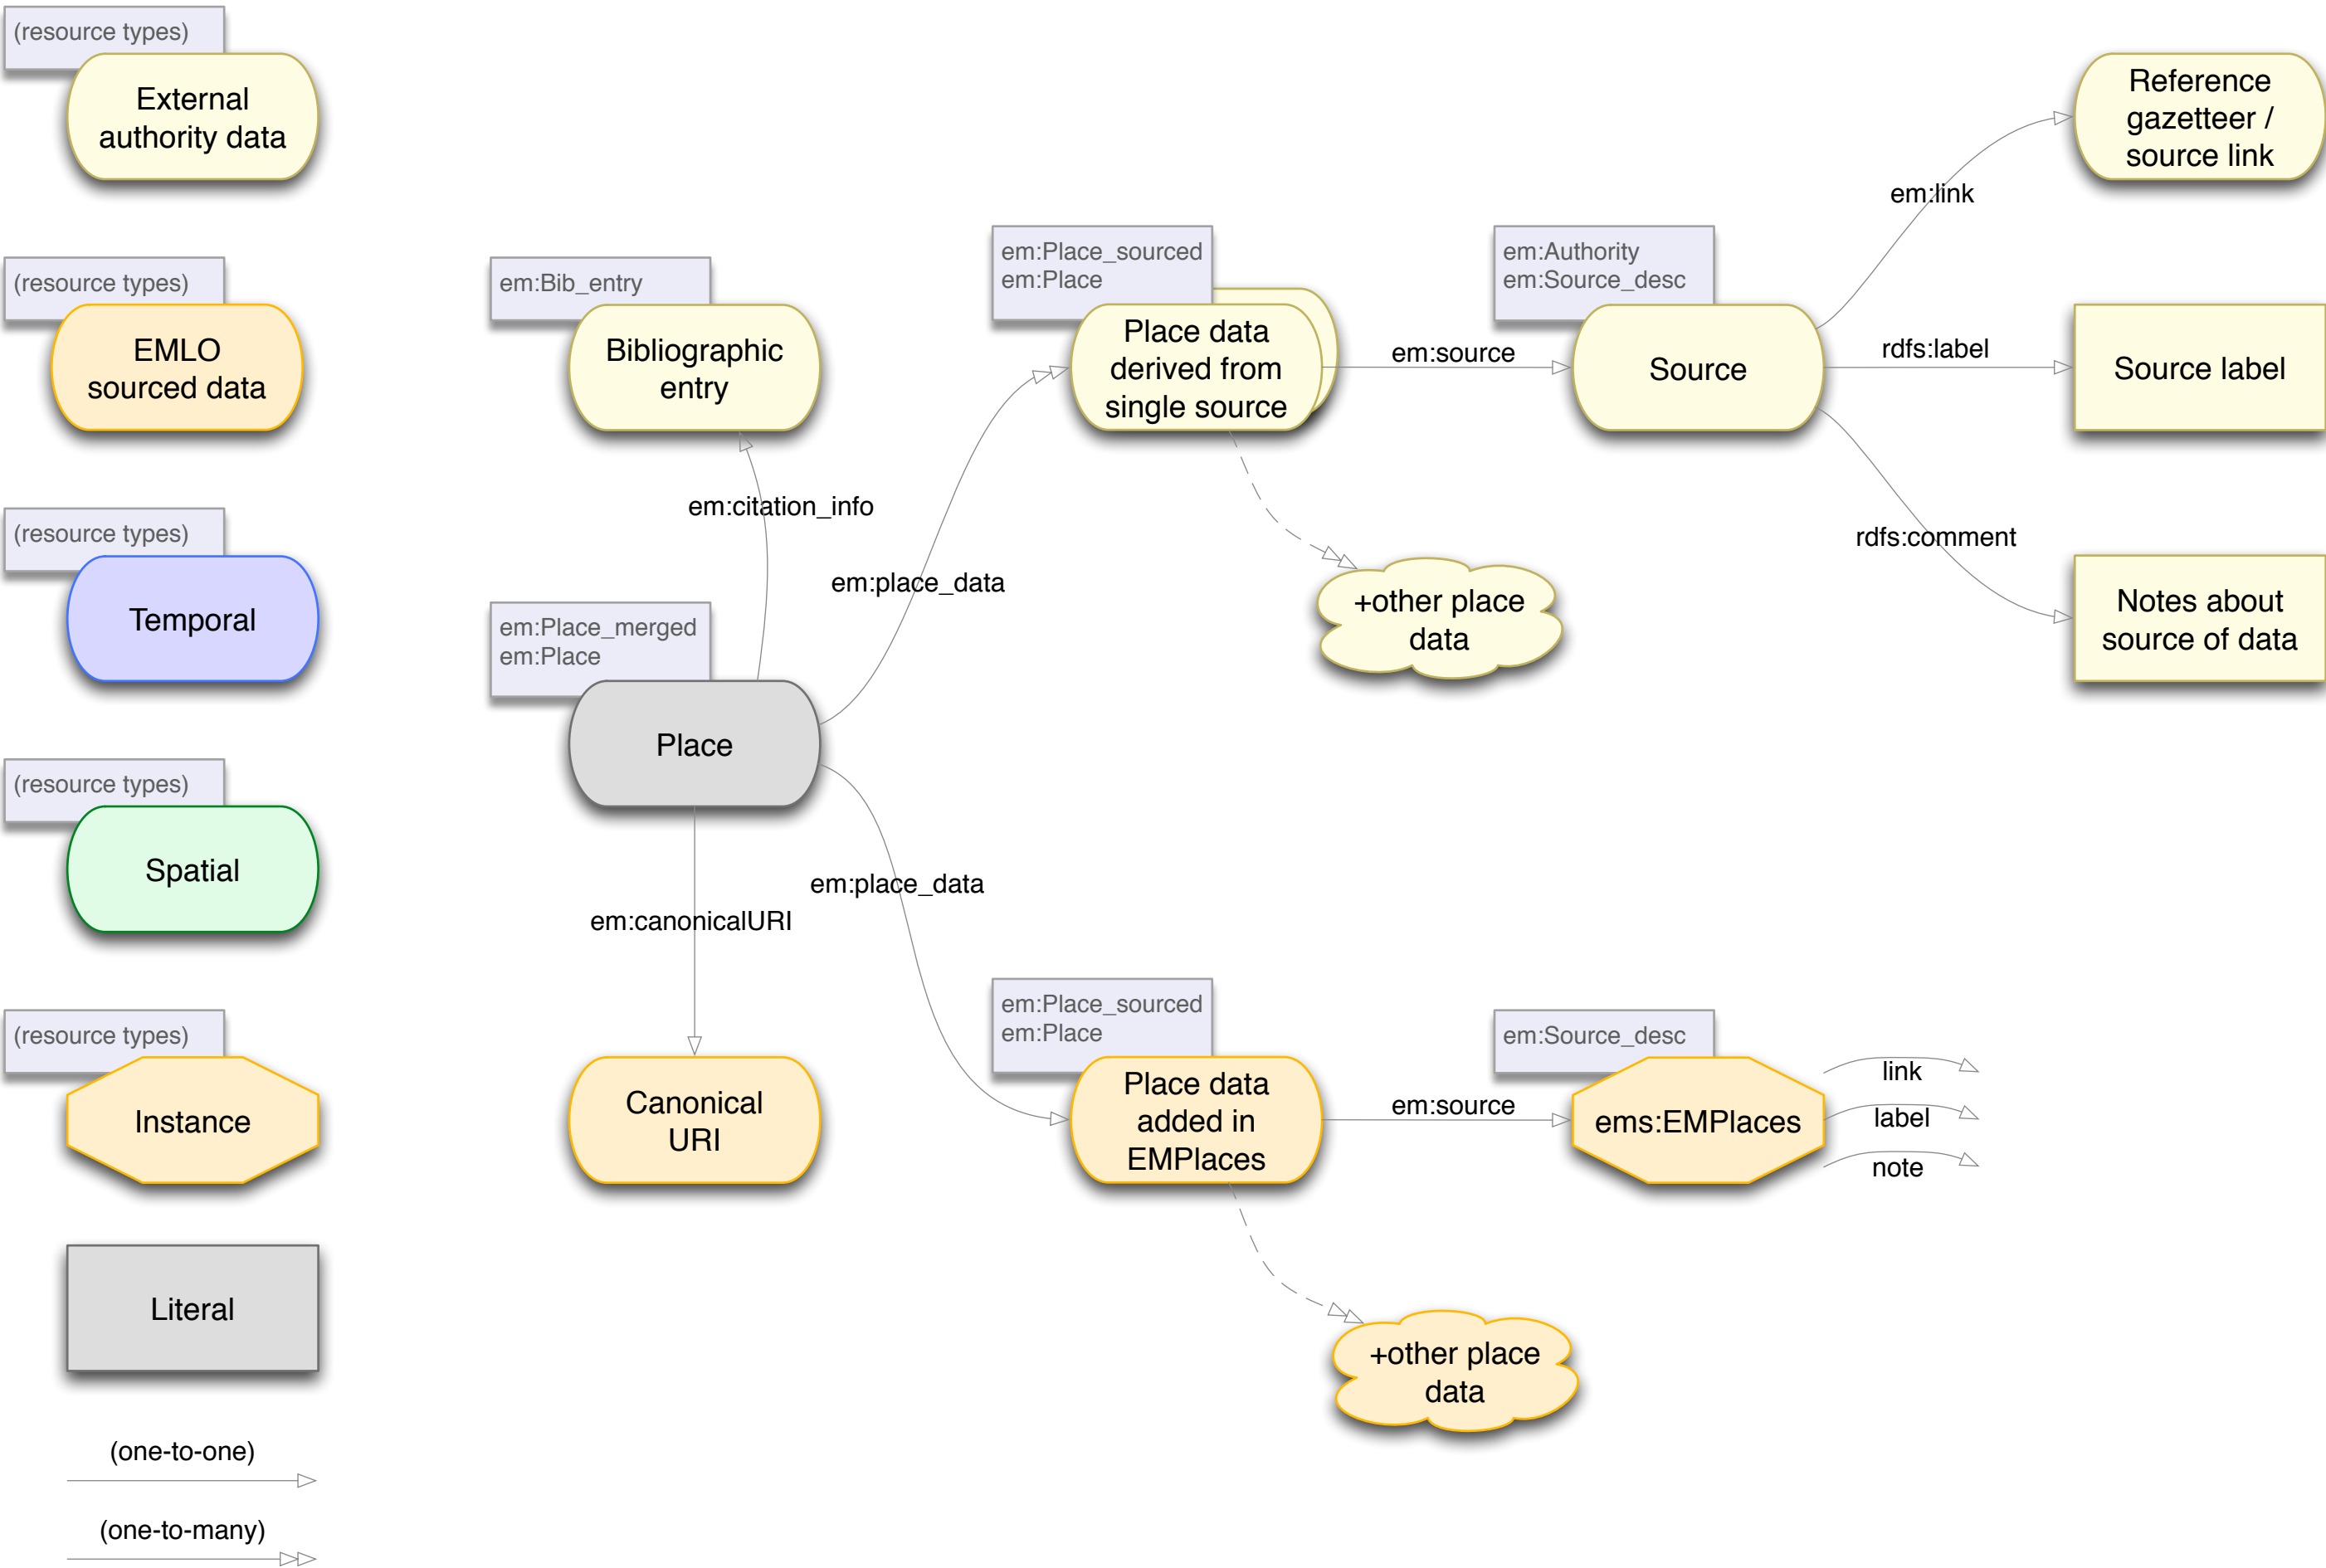 (resource types)
External
authority data
(resource types)
EMLO
sourced data
(resource types)
Temporal
(resource types)
Spatial
(resource types)
Instance
Literal
(one-to-one)
(one-to-many)
em:Bib_entry
Bibliographic
entry
em:citation_info
em:Place_merged
em:Place
Place
em:canonicalURI
Canonical
URI
em:place_data
em:place_data
em:Place_sourced
em:Place
Place data
derived from
single source
em:source
+other place
data
em:Authority
em:Source_desc
Source
em:link
rdfs:label
rdfs:comment
Reference
gazetteer /
source link
Source label
Notes about
source of data
em:Place_sourced
em:Place
Place data
added in
EMPlaces
em:source
em:Source_desc
ems:EMPlaces
link
label
note
+other place
data